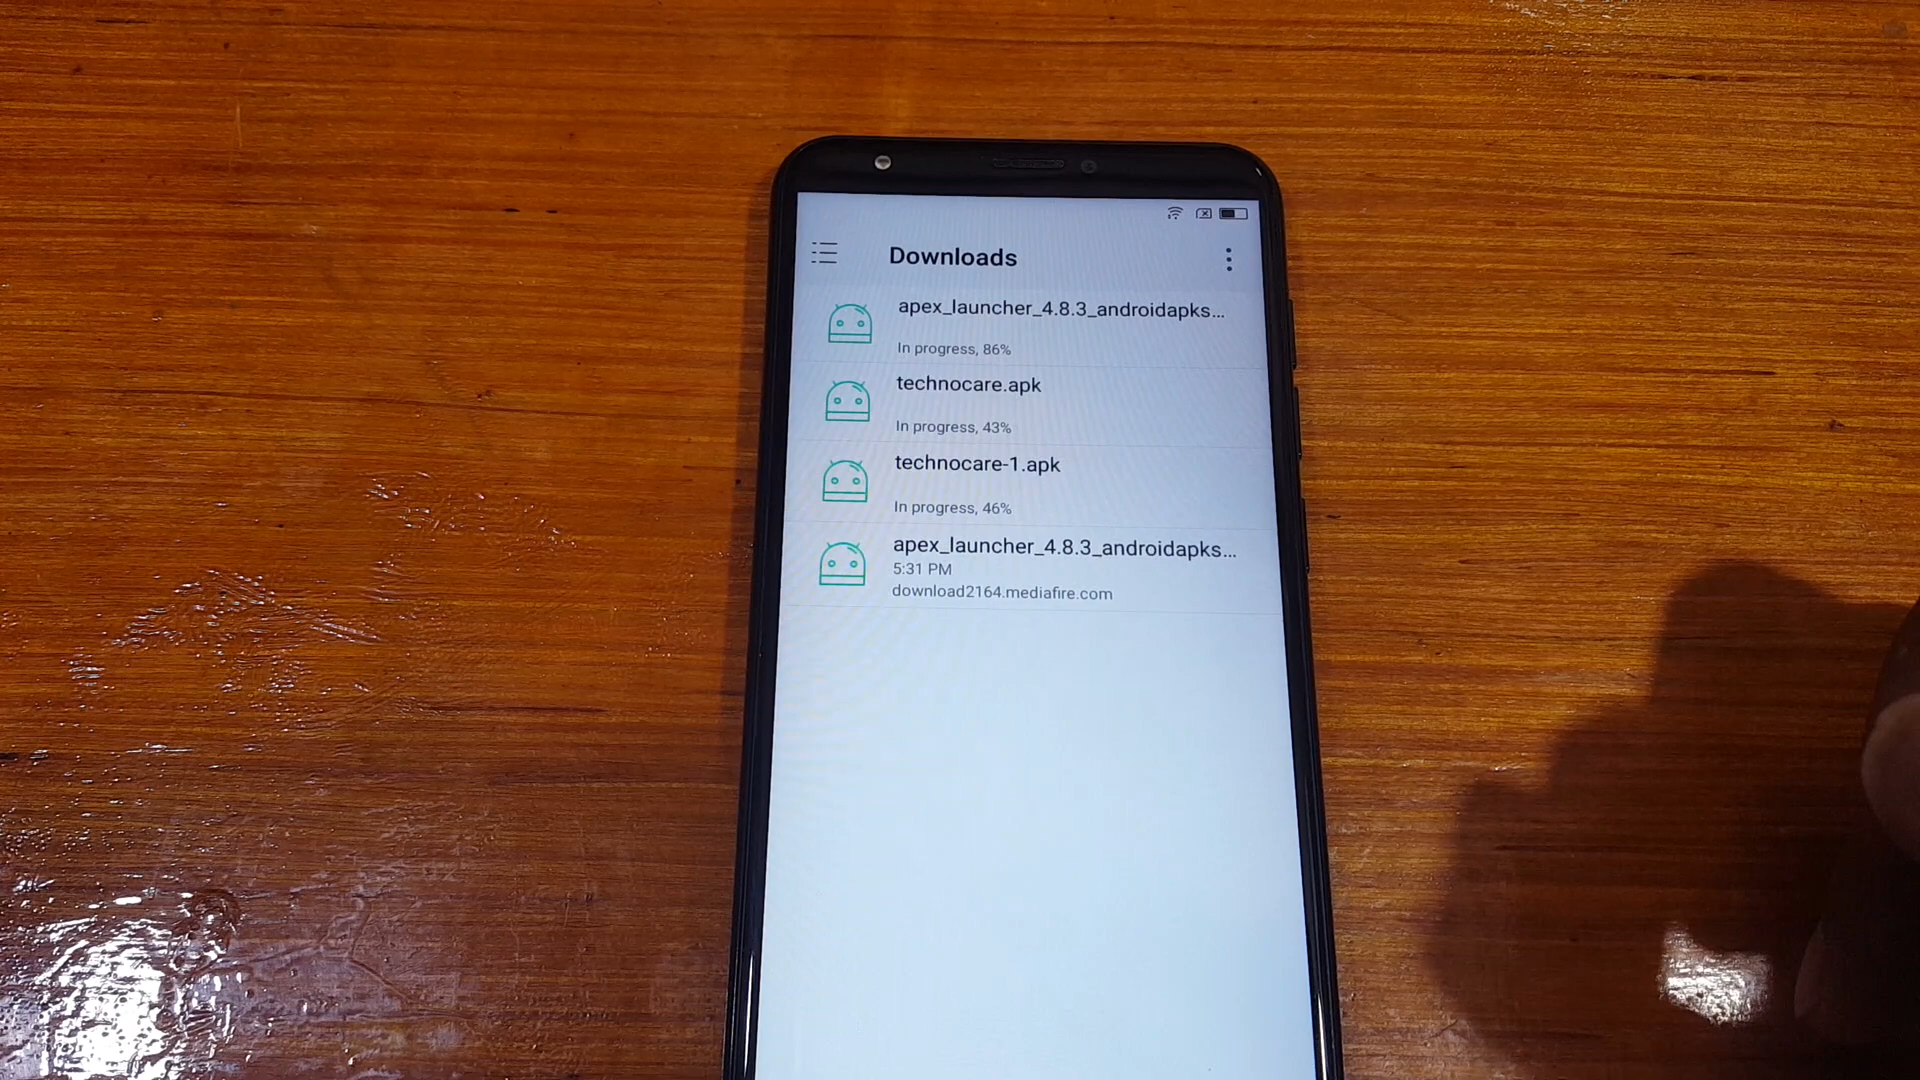 Downloads
apex_launcher_4.8.3_androidapks...
In progress, 86%
technocare.apk
In progress, 43%
technocare-1.apk
In progress, 46%
apex_launcher_4.8.3_androidapks...
5:31 PM
download2164.mediafire.com